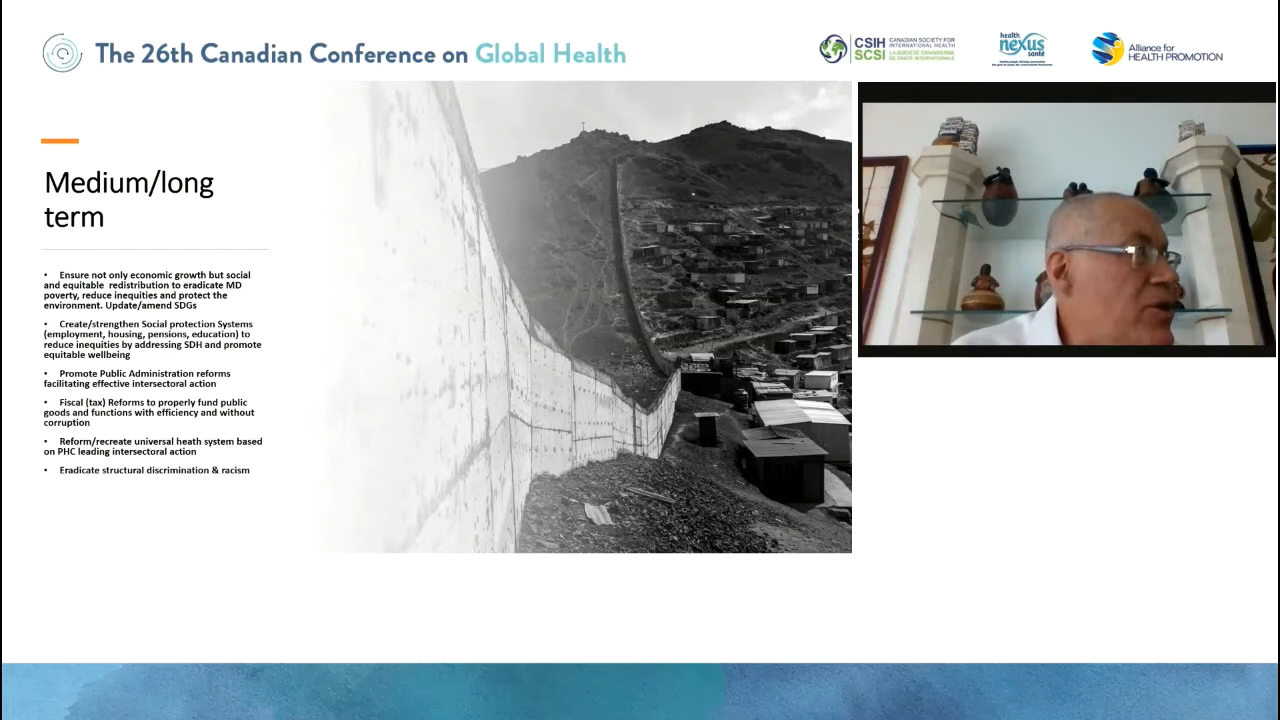 The 26th Canadian Conference on Global Health
CSIH
SCSI
CANADIAN SOCIETY FOR
INTERNATIONAL HEALTH
LA SOCIÉTÉ CANADIENNE
DE SANTÉ INTERNATIONALE
health
nexus
santé
Alliance for
HEALTH PROMOTION
Medium/long
term
• Ensure not only economic growth but social
and equitable redistribution to eradicate MD
poverty, reduce inequities and protect the
environment. Update/amend SDGs
• Create/strengthen Social protection Systems
(employment, housing, pensions, education) to
reduce inequities by addressing SDH and promote
equitable wellbeing
• Promote Public Administration reforms
facilitating effective intersectoral action
• Fiscal (tax) Reforms to properly fund public
goods and functions with efficiency and without
corruption
• Reform/recreate universal heath system based
on PHC leading intersectoral action
• Eradicate structural discrimination & racism